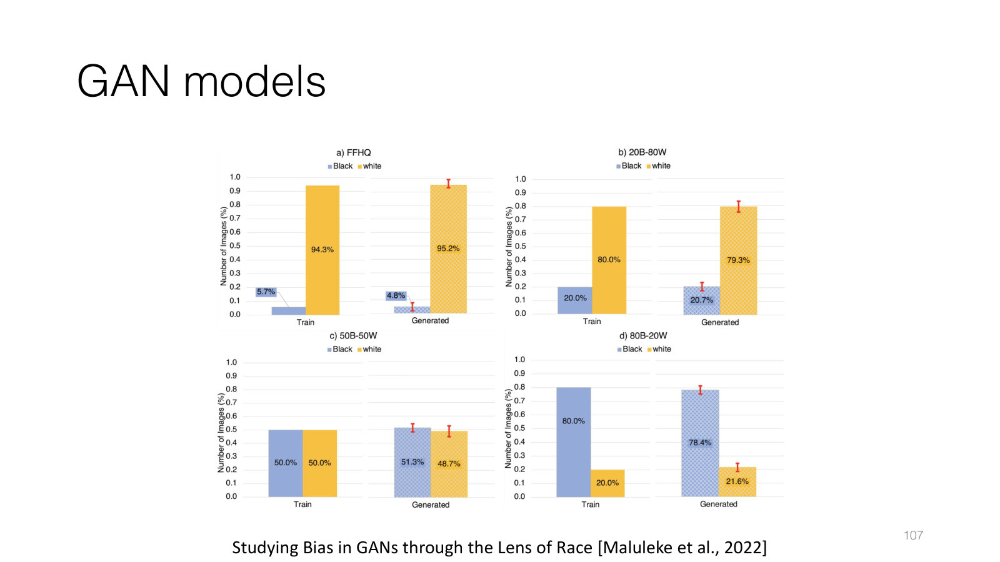 GAN models
a) FFHQ
Black white
Number of Images (%)
1.0
0.9
0.8
0.7
0.6
0.5
0.4
0.3
0.2
0.1
0.0
5.7%
94.3%
Train
4.8%
95.2%
Generated
b) 20B-80W
Black white
Number of Images (%)
1.0
0.9
0.8
0.7
0.6
0.5
0.4
0.3
0.2
0.1
0.0
20.0%
80.0%
Train
20.7%
79.3%
Generated
c) 50B-50W
Black white
Number of Images (%)
1.0
0.9
0.8
0.7
0.6
0.5
0.4
0.3
0.2
0.1
0.0
50.0%
50.0%
Train
51.3%
48.7%
Generated
d) 80B-20W
Black white
Number of Images (%)
1.0
0.9
0.8
0.7
0.6
0.5
0.4
0.3
0.2
0.1
0.0
80.0%
20.0%
Train
78.4%
21.6%
Generated
107
Studying Bias in GANs through the Lens of Race [Maluleke et al., 2022]